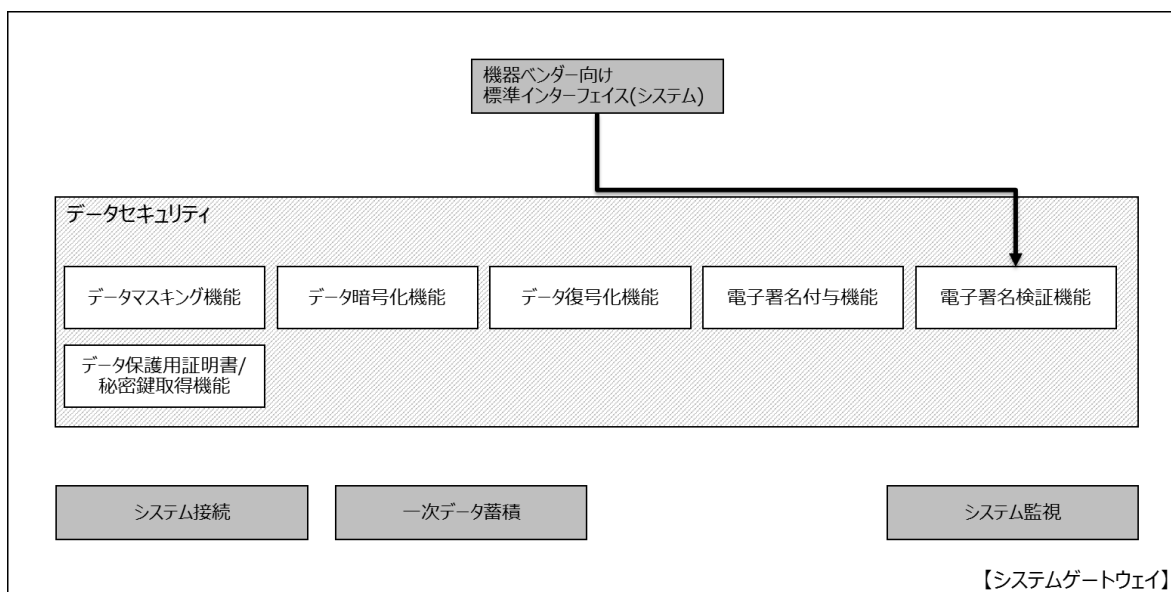 機器ベンダー向け
標準インターフェイス(システム)
データセキュリティ
データマスキング機能
データ暗号化機能
データ復号化機能
電子署名付与機能
電子署名検証機能
データ保護用証明書/
秘密鍵取得機能
システム接続
一次データ蓄積
システム監視
【システムゲートウェイ】